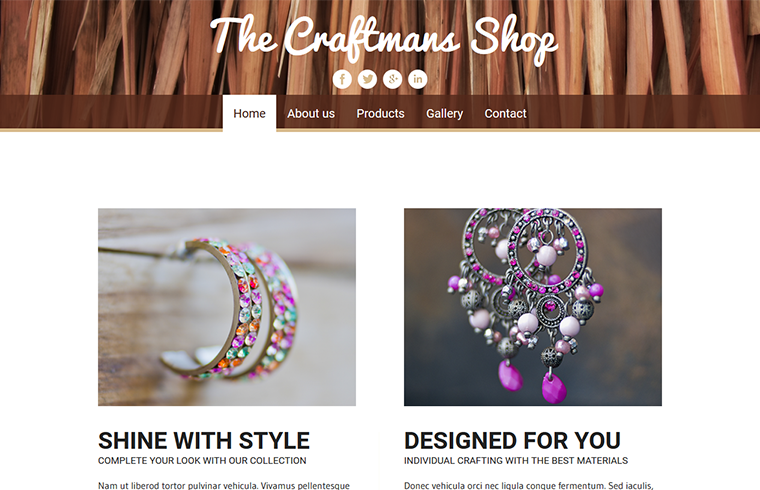 The Craftmans Shop
Home About us Products Gallery Contact
SHINE WITH STYLE
COMPLETE YOUR LOOK WITH OUR COLLECTION
Nam ut liberod tortor pulvinar vehicula. Vivamus pellentesque
DESIGNED FOR YOU
INDIVIDUAL CRAFTING WITH THE BEST MATERIALS
Donec vehicula orci nec ligula congue fermentum. Sed iaculis,